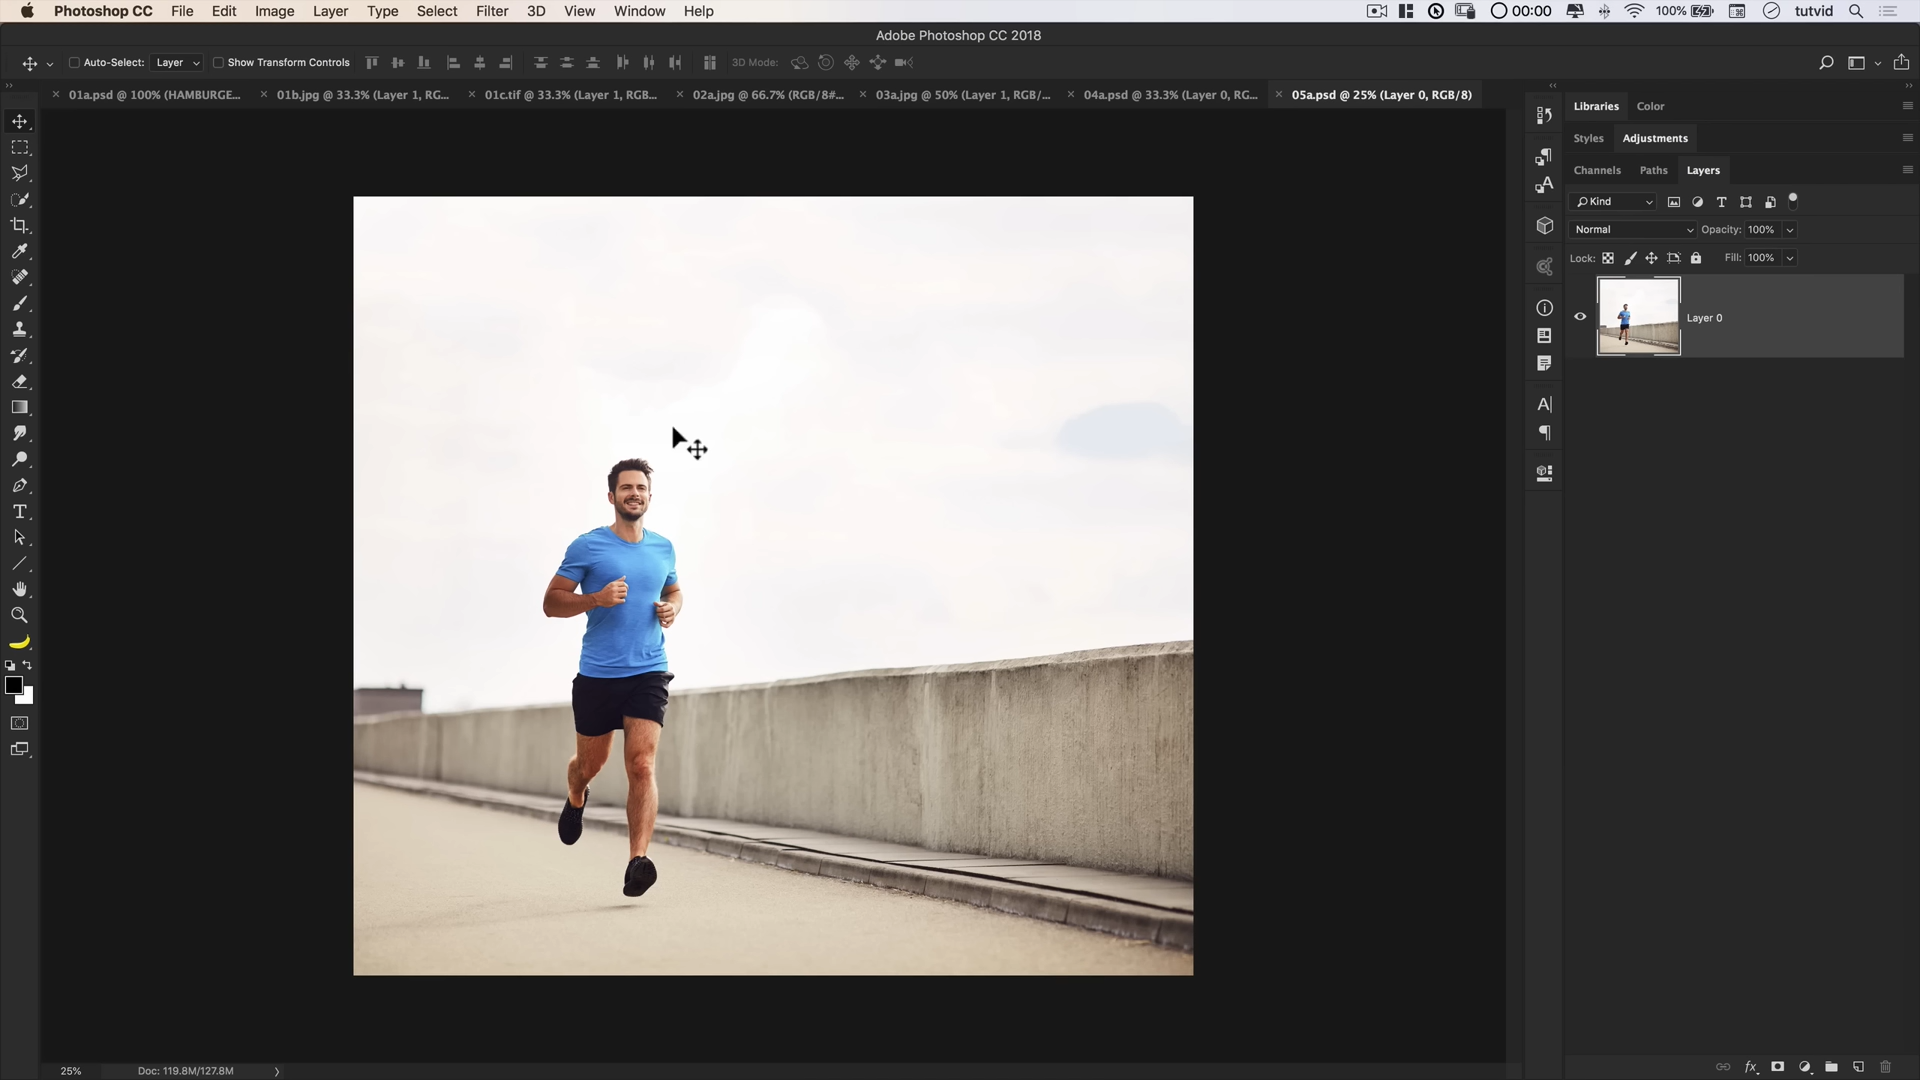 Photoshop CC File Edit Image Layer Type Select Filter 3D View Window Help 00:00 100% tutvid
Adobe Photoshop CC 2018
Auto-Select: Layer Show Transform Controls 3D Mode:
01a.psd @ 100% (HAMBURGE... 01b.jpg @ 33.3% (Layer 1, RG... 01c.tif @ 33.3% (Layer 1, RGB... 02a.jpg @ 66.7% (RGB/8#... 03a.jpg @ 50% (Layer 1, RGB/... 04a.psd @ 33.3% (Layer 0, RG... 05a.psd @ 25% (Layer 0, RGB/8)
Libraries Color
Styles Adjustments
Channels Paths Layers
Kind
Normal Opacity: 100%
Lock: Fill: 100%
Layer 0
25% Doc: 119.8M/127.8M